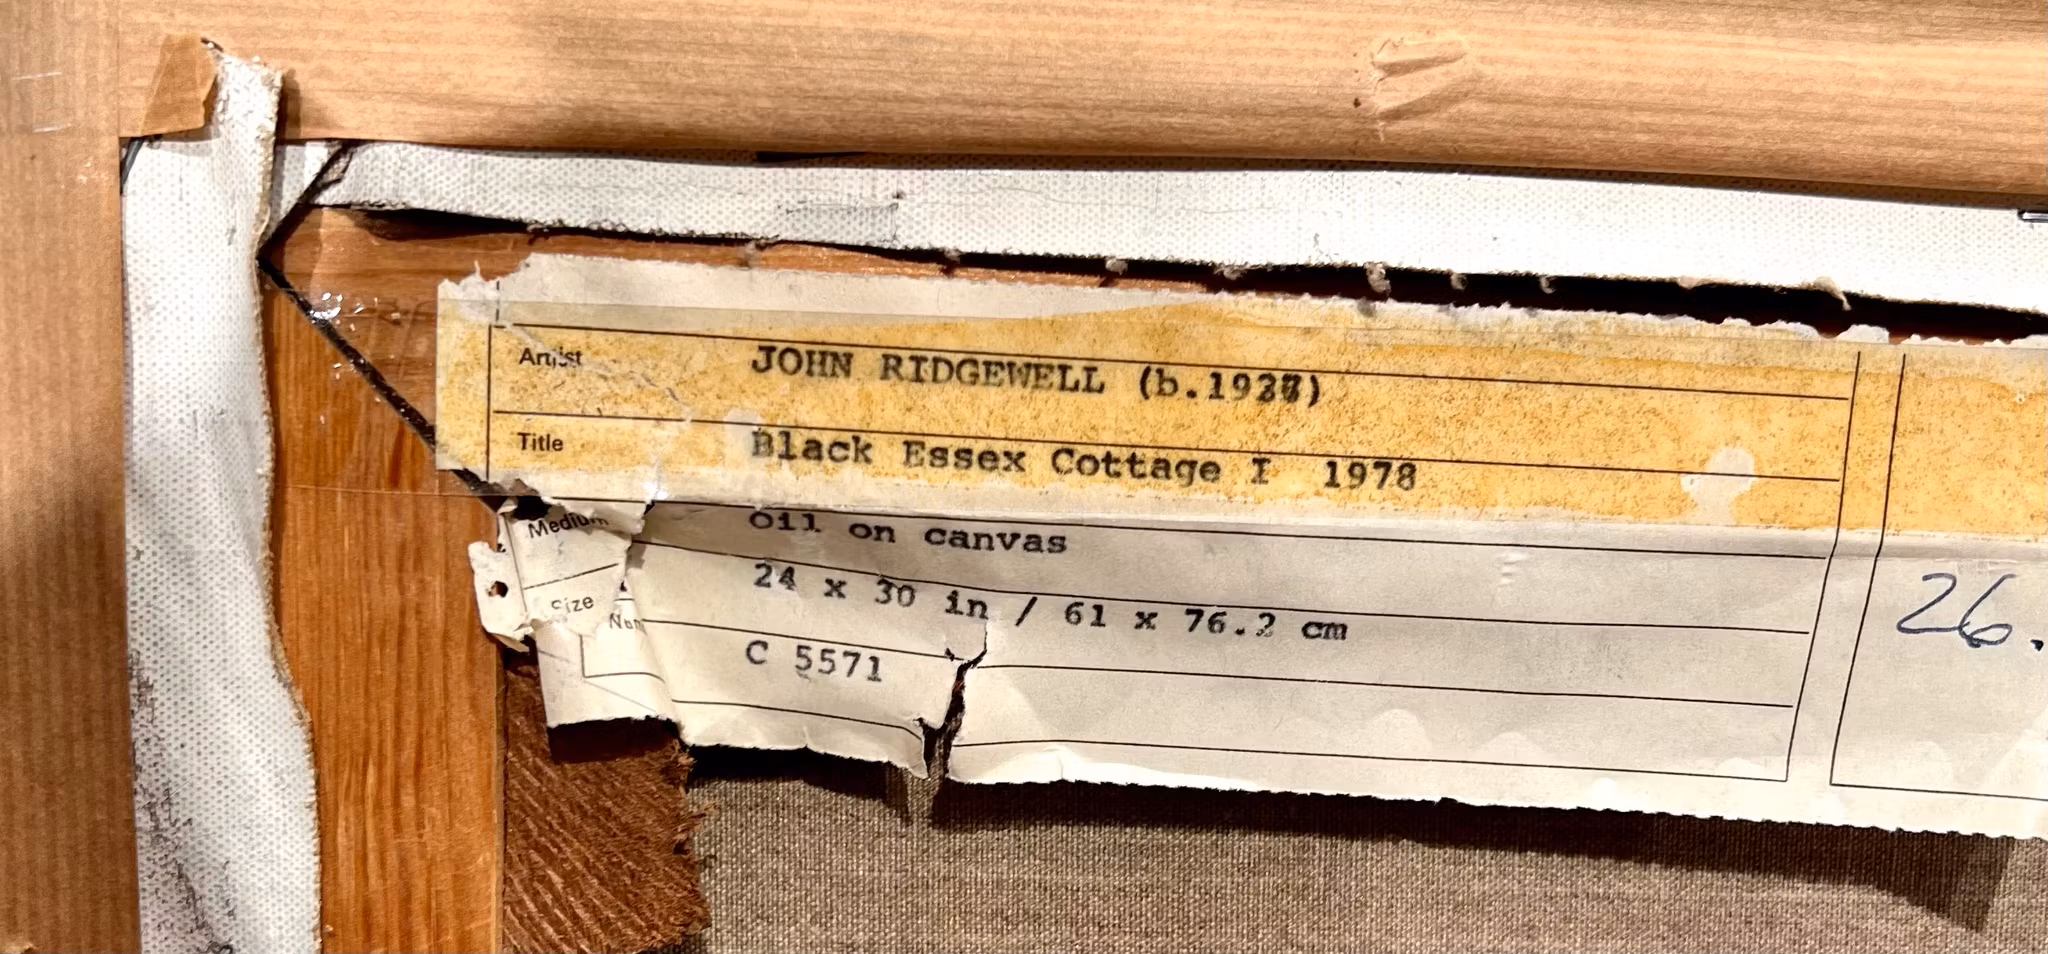 Artist JOHN RIDGEWELL (b.1937)
Title Black Essex Cottage I 1978
Medium Oil on canvas
Size 24 x 30 in / 61 x 76.2 cm
C 5571
26.